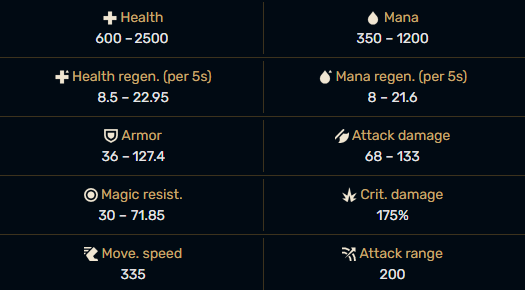 Health
600 – 2500
Mana
350 – 1200
Health regen. (per 5s)
8.5 – 22.95
Mana regen. (per 5s)
8 – 21.6
Armor
36 – 127.4
Attack damage
68 – 133
Magic resist.
30 – 71.85
Crit. damage
175%
Move. speed
335
Attack range
200